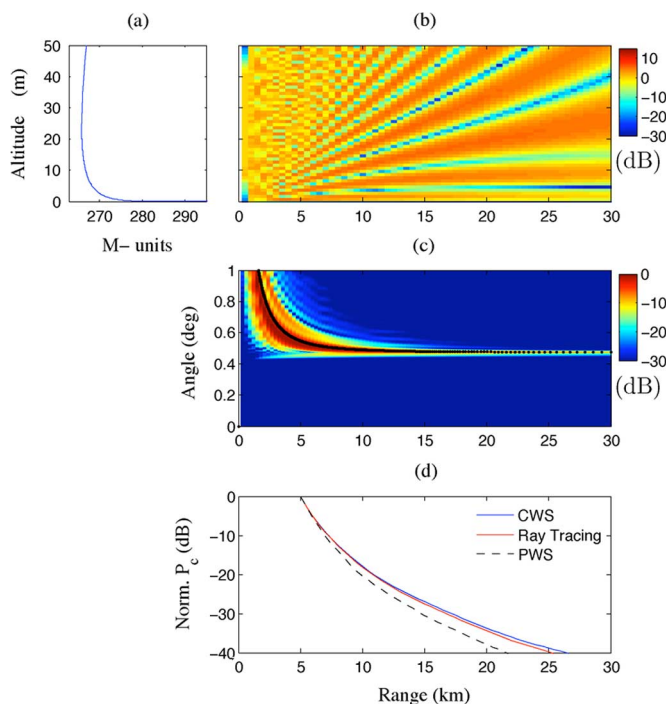 (a)
(b)
50
40
30
20
10
0
Altitude (m)
270 280 290
M− units
10
0
−10
−20
−30
(dB)
0 5 10 15 20 25 30
(c)
1
0.8
0.6
0.4
0.2
0
Angle (deg)
0
−10
−20
−30
(dB)
0 5 10 15 20 25 30
(d)
0
−10
−20
−30
−40
Norm. P_c (dB)
CWS
Ray Tracing
PWS
0 5 10 15 20 25 30
Range (km)